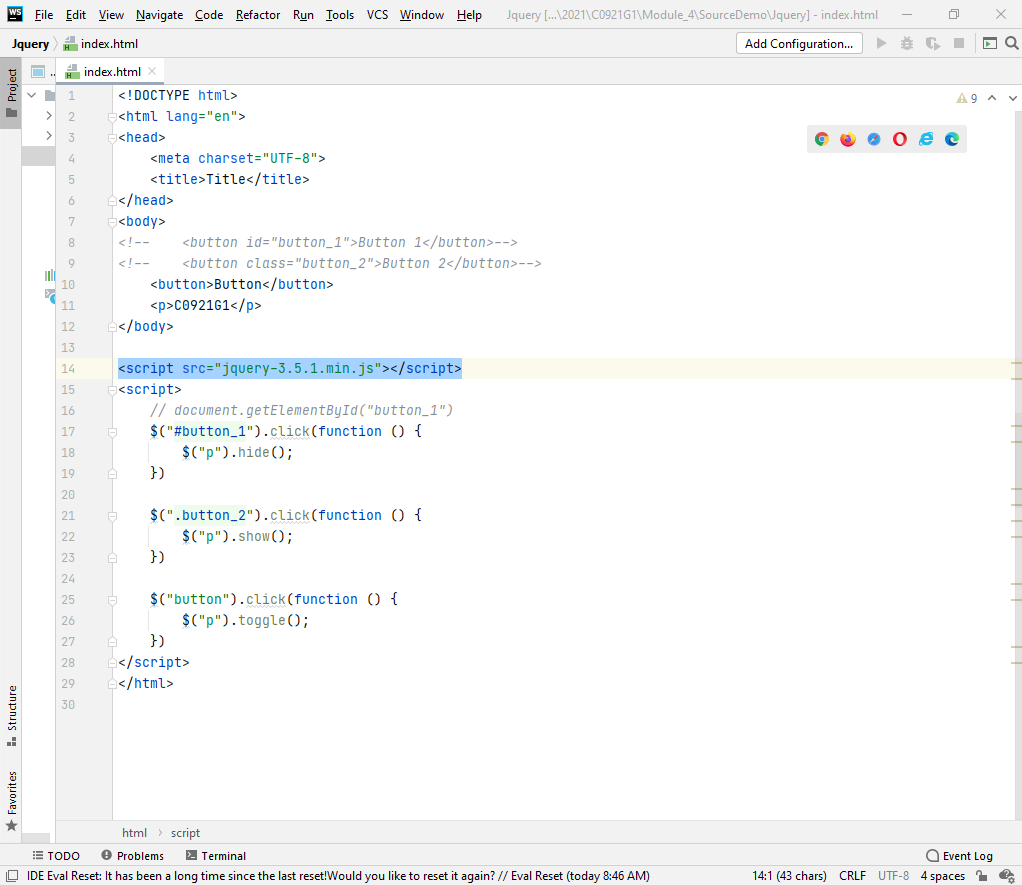 WS File Edit View Navigate Code Refactor Run Tools VCS Window Help Jquery [...\2021\C0921G1\Module_4\SourceDemo\Jquery] - index.html
Jquery index.html Add Configuration...
Project .. index.html
1 <!DOCTYPE html> 9
2 <html lang="en">
3 <head>
4 <meta charset="UTF-8">
5 <title>Title</title>
6 </head>
7 <body>
8 <!-- <button id="button_1">Button 1</button>-->
9 <!-- <button class="button_2">Button 2</button>-->
10 <button>Button</button>
11 <p>C0921G1</p>
12 </body>
13
14 <script src="jquery-3.5.1.min.js"></script>
15 <script>
16 // document.getElementById("button_1")
17 $("#button_1").click(function () {
18 $("p").hide();
19 })
20
21 $(".button_2").click(function () {
22 $("p").show();
23 })
24
25 $("button").click(function () {
26 $("p").toggle();
27 })
28 </script>
29 </html>
30
Structure
Favorites
html script
TODO Problems Terminal Event Log
IDE Eval Reset: It has been a long time since the last reset!Would you like to reset it again? // Eval Reset (today 8:46 AM) 14:1 (43 chars) CRLF UTF-8 4 spaces